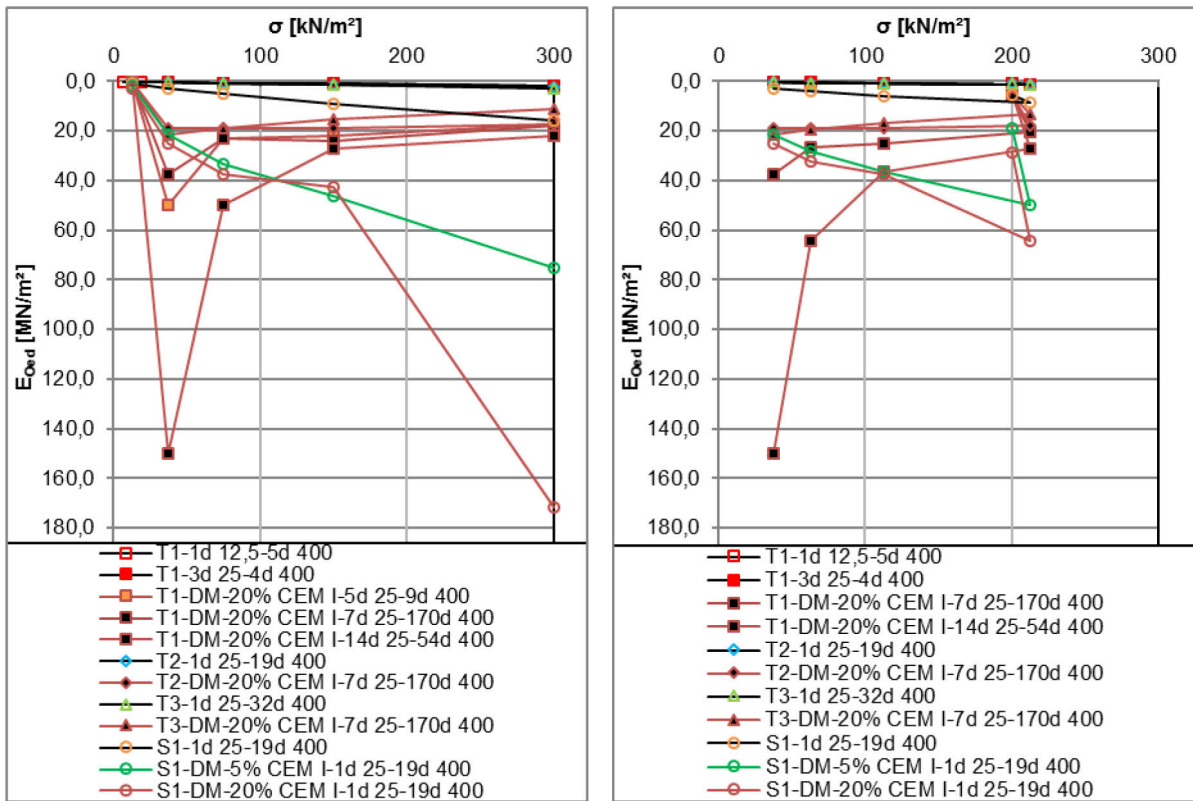 σ [kN/m²]
0 100 200 300
0,0
20,0
40,0
60,0
80,0
100,0
120,0
140,0
160,0
180,0
E_Oed [MN/m²]
T1-1d 12,5-5d 400
T1-3d 25-4d 400
T1-DM-20% CEM I-5d 25-9d 400
T1-DM-20% CEM I-7d 25-170d 400
T1-DM-20% CEM I-14d 25-54d 400
T2-1d 25-19d 400
T2-DM-20% CEM I-7d 25-170d 400
T3-1d 25-32d 400
T3-DM-20% CEM I-7d 25-170d 400
S1-1d 25-19d 400
S1-DM-5% CEM I-1d 25-19d 400
S1-DM-20% CEM I-1d 25-19d 400
σ [kN/m²]
0 100 200 300
0,0
20,0
40,0
60,0
80,0
100,0
120,0
140,0
160,0
180,0
E_Oed [MN/m²]
T1-1d 12,5-5d 400
T1-3d 25-4d 400
T1-DM-20% CEM I-7d 25-170d 400
T1-DM-20% CEM I-14d 25-54d 400
T2-1d 25-19d 400
T2-DM-20% CEM I-7d 25-170d 400
T3-1d 25-32d 400
T3-DM-20% CEM I-7d 25-170d 400
S1-1d 25-19d 400
S1-DM-5% CEM I-1d 25-19d 400
S1-DM-20% CEM I-1d 25-19d 400